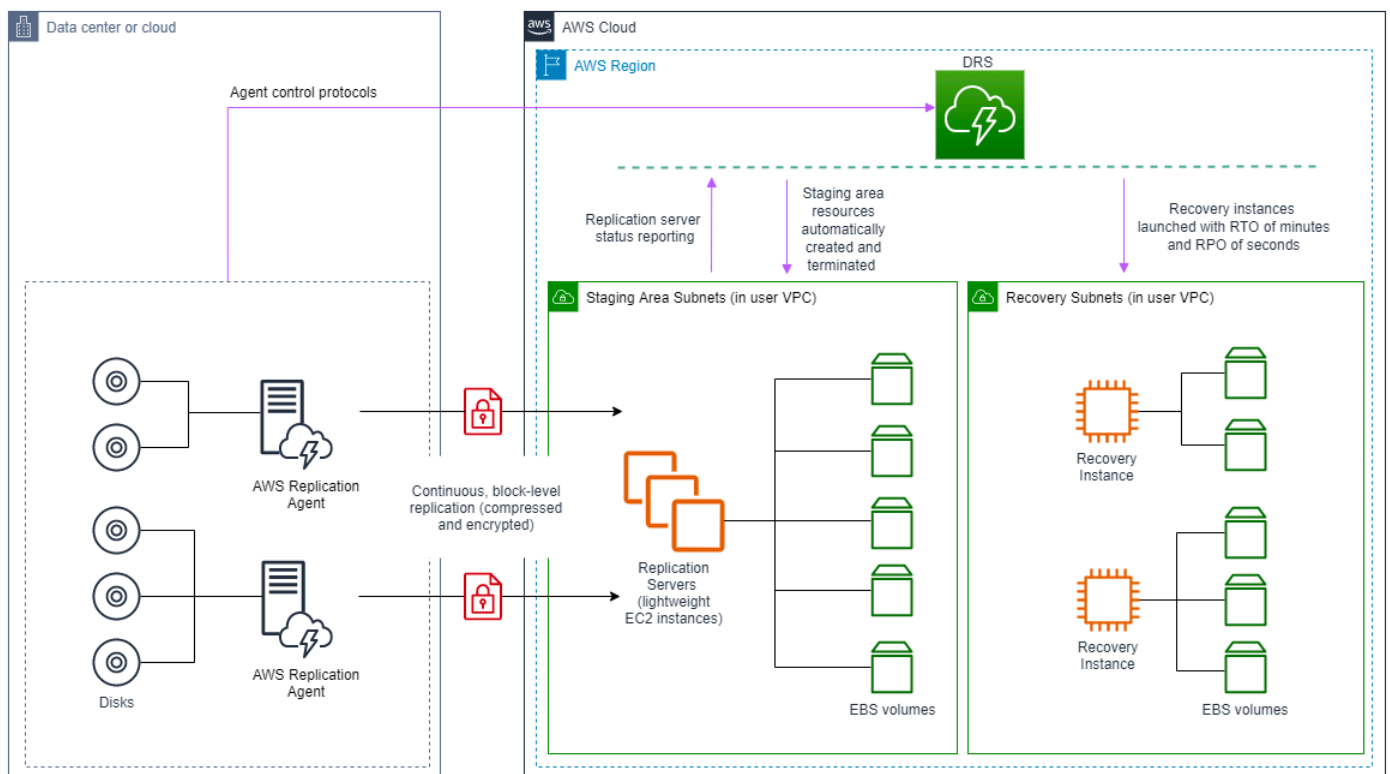 Data center or cloud
aws
AWS Cloud
AWS Region
DRS
Agent control protocols
Replication server
status reporting
Staging area
resources
automatically
created and
terminated
Recovery instances
launched with RTO of minutes
and RPO of seconds
Staging Area Subnets (in user VPC)
Recovery Subnets (in user VPC)
AWS Replication
Agent
Continuous, block-level
replication (compressed
and encrypted)
Recovery
Instance
Replication
Servers
(lightweight
EC2 instances)
AWS Replication
Agent
Recovery
Instance
Disks
EBS volumes
EBS volumes